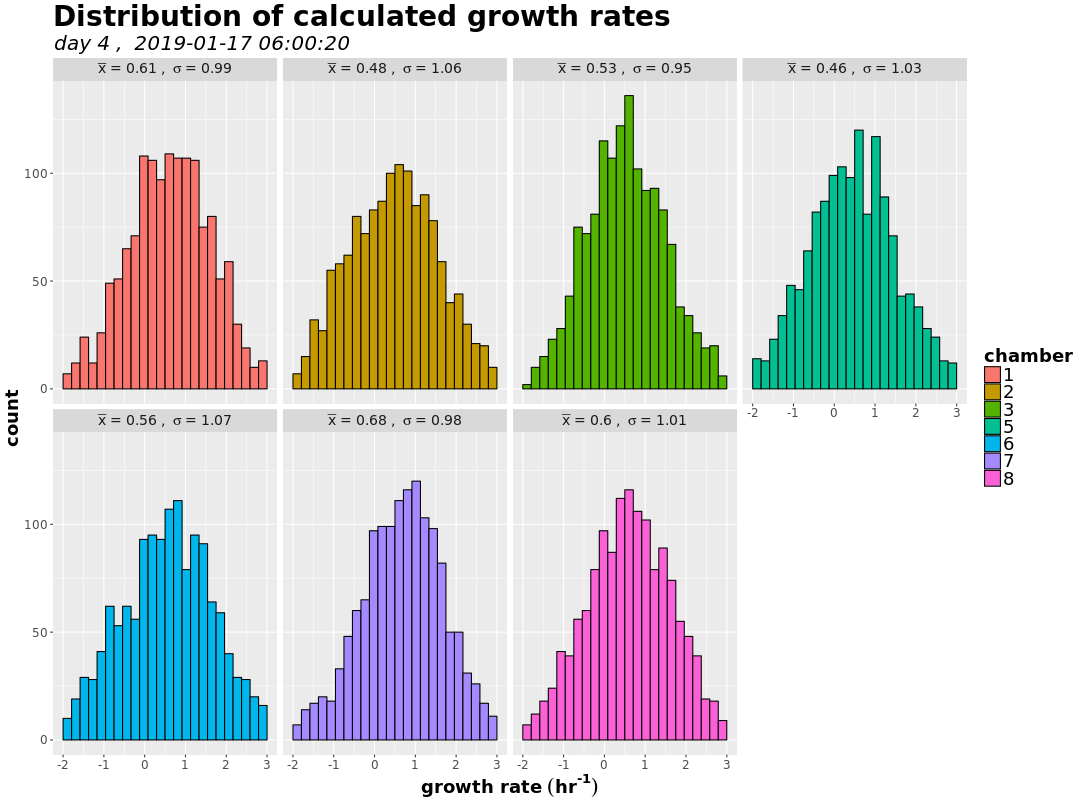 Distribution of calculated growth rates
day 4 , 2019-01-17 06:00:20
x̅ = 0.61 , σ = 0.99
x̅ = 0.48 , σ = 1.06
x̅ = 0.53 , σ = 0.95
x̅ = 0.46 , σ = 1.03
100
50
0
-2 -1 0 1 2 3
x̅ = 0.56 , σ = 1.07
x̅ = 0.68 , σ = 0.98
x̅ = 0.6 , σ = 1.01
100
50
0
-2 -1 0 1 2 3
-2 -1 0 1 2 3
-2 -1 0 1 2 3
count
growth rate (hr⁻¹)
chamber
1
2
3
5
6
7
8